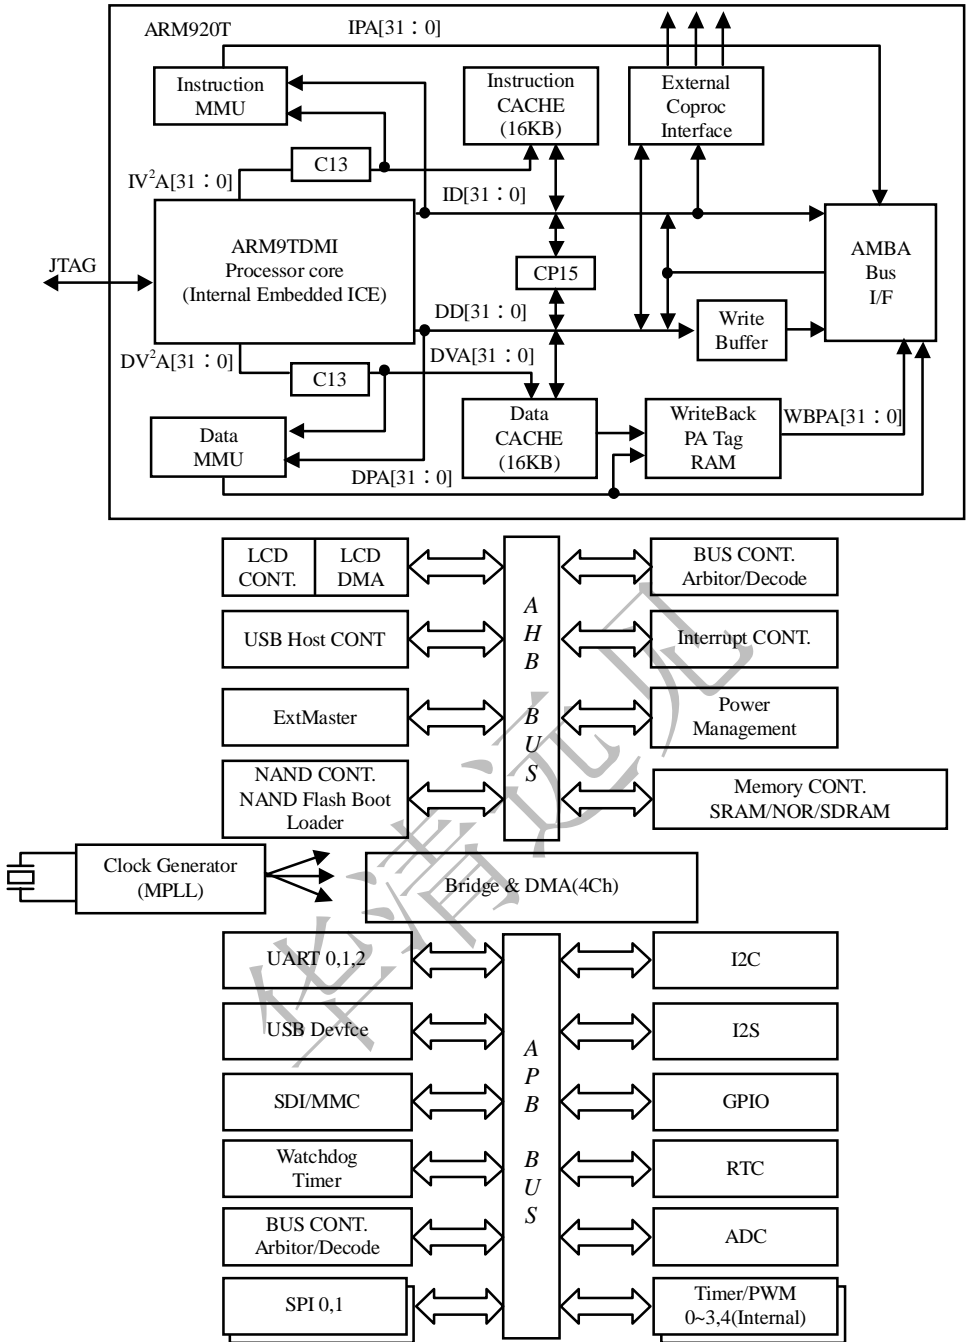 ARM920T
IPA[31：0]
Instruction
MMU
Instruction
CACHE
(16KB)
External
Coproc
Interface
C13
IV²A[31：0]
ID[31：0]
ARM9TDMI
Processor core
(Internal Embedded ICE)
JTAG
CP15
AMBA
Bus
I/F
DD[31：0]
Write
Buffer
DV²A[31：0]
DVA[31：0]
C13
Data
MMU
Data
CACHE
(16KB)
WriteBack
PA Tag
RAM
WBPA[31：0]
DPA[31：0]
LCD
CONT.
LCD
DMA
BUS CONT.
Arbitor/Decode
USB Host CONT
Interrupt CONT.
ExtMaster
Power
Management
NAND CONT.
NAND Flash Boot
Loader
Memory CONT.
SRAM/NOR/SDRAM
AHB BUS
Clock Generator
(MPLL)
Bridge & DMA(4Ch)
UART 0,1,2
I2C
USB Devfce
I2S
SDI/MMC
GPIO
Watchdog
Timer
RTC
BUS CONT.
Arbitor/Decode
ADC
SPI 0,1
Timer/PWM
0~3,4(Internal)
APB BUS
华清远见